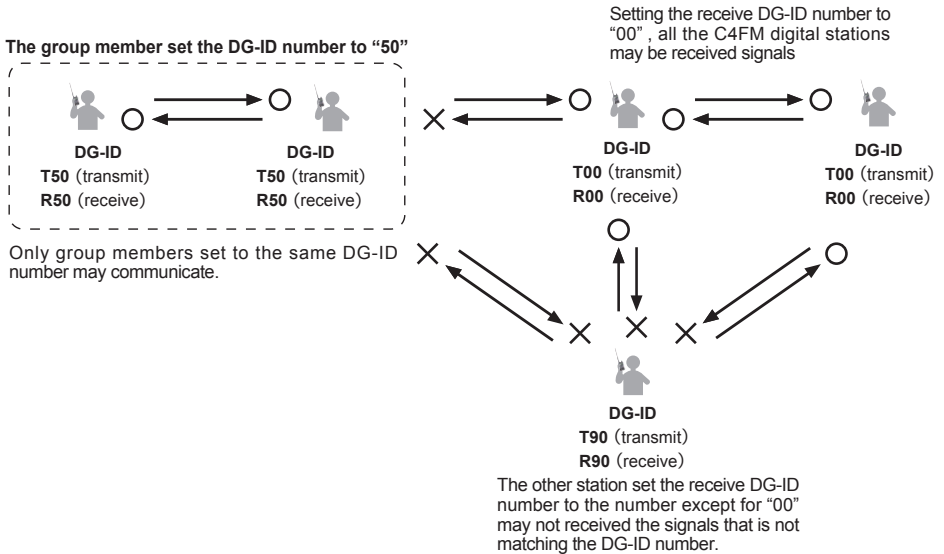 Setting the receive DG-ID number to
“00” , all the C4FM digital stations
may be received signals
The group member set the DG-ID number to “50”
DG-ID
T50 (transmit)
R50 (receive)
DG-ID
T50 (transmit)
R50 (receive)
DG-ID
T00 (transmit)
R00 (receive)
DG-ID
T00 (transmit)
R00 (receive)
Only group members set to the same DG-ID
number may communicate.
DG-ID
T90 (transmit)
R90 (receive)
The other station set the receive DG-ID
number to the number except for “00”
may not received the signals that is not
matching the DG-ID number.